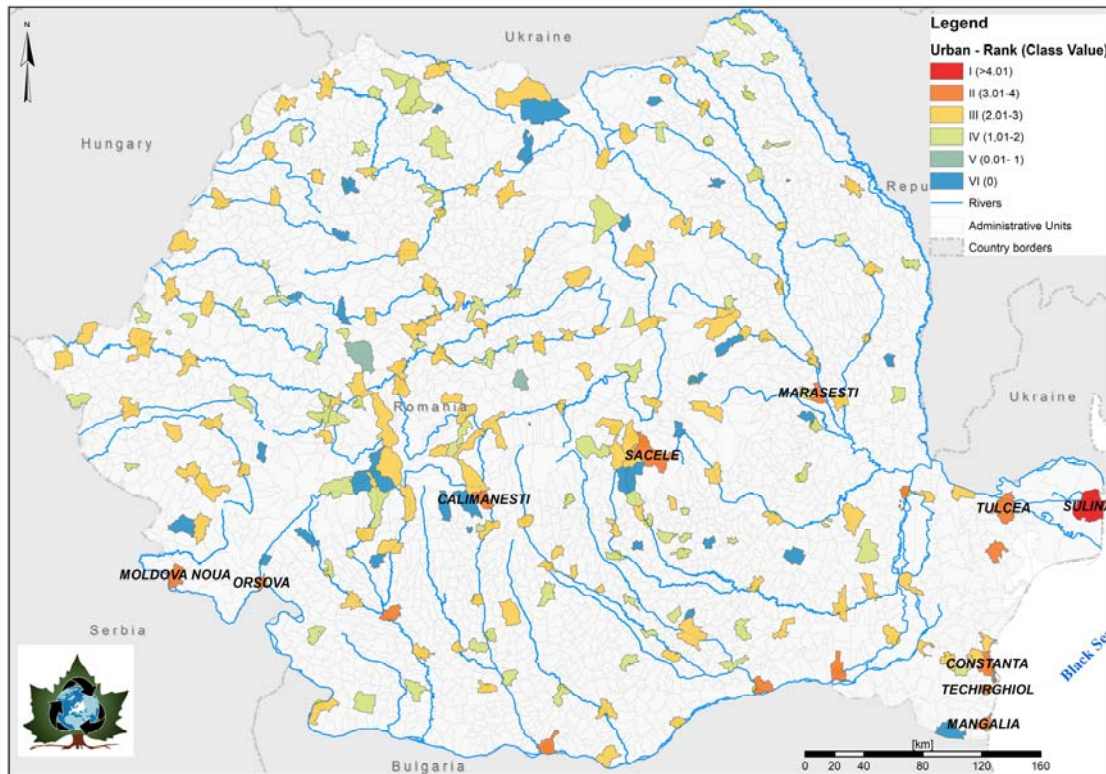 N
Ukraine
Hungary
Repu
Legend
Urban - Rank (Class Value)
I (>4.01)
II (3.01-4)
III (2.01-3)
IV (1,01-2)
V (0.01- 1)
VI (0)
Rivers
Administrative Units
Country borders
Ukraine
MARASESTI
Romania
SACELE
CALIMANESTI
TULCEA
SULINA
MOLDOVA NOUA
ORSOVA
Serbia
Black Se
CONSTANTA
TECHIRGHIOL
MANGALIA
[km]
0 20 40 80 120 160
Bulgaria